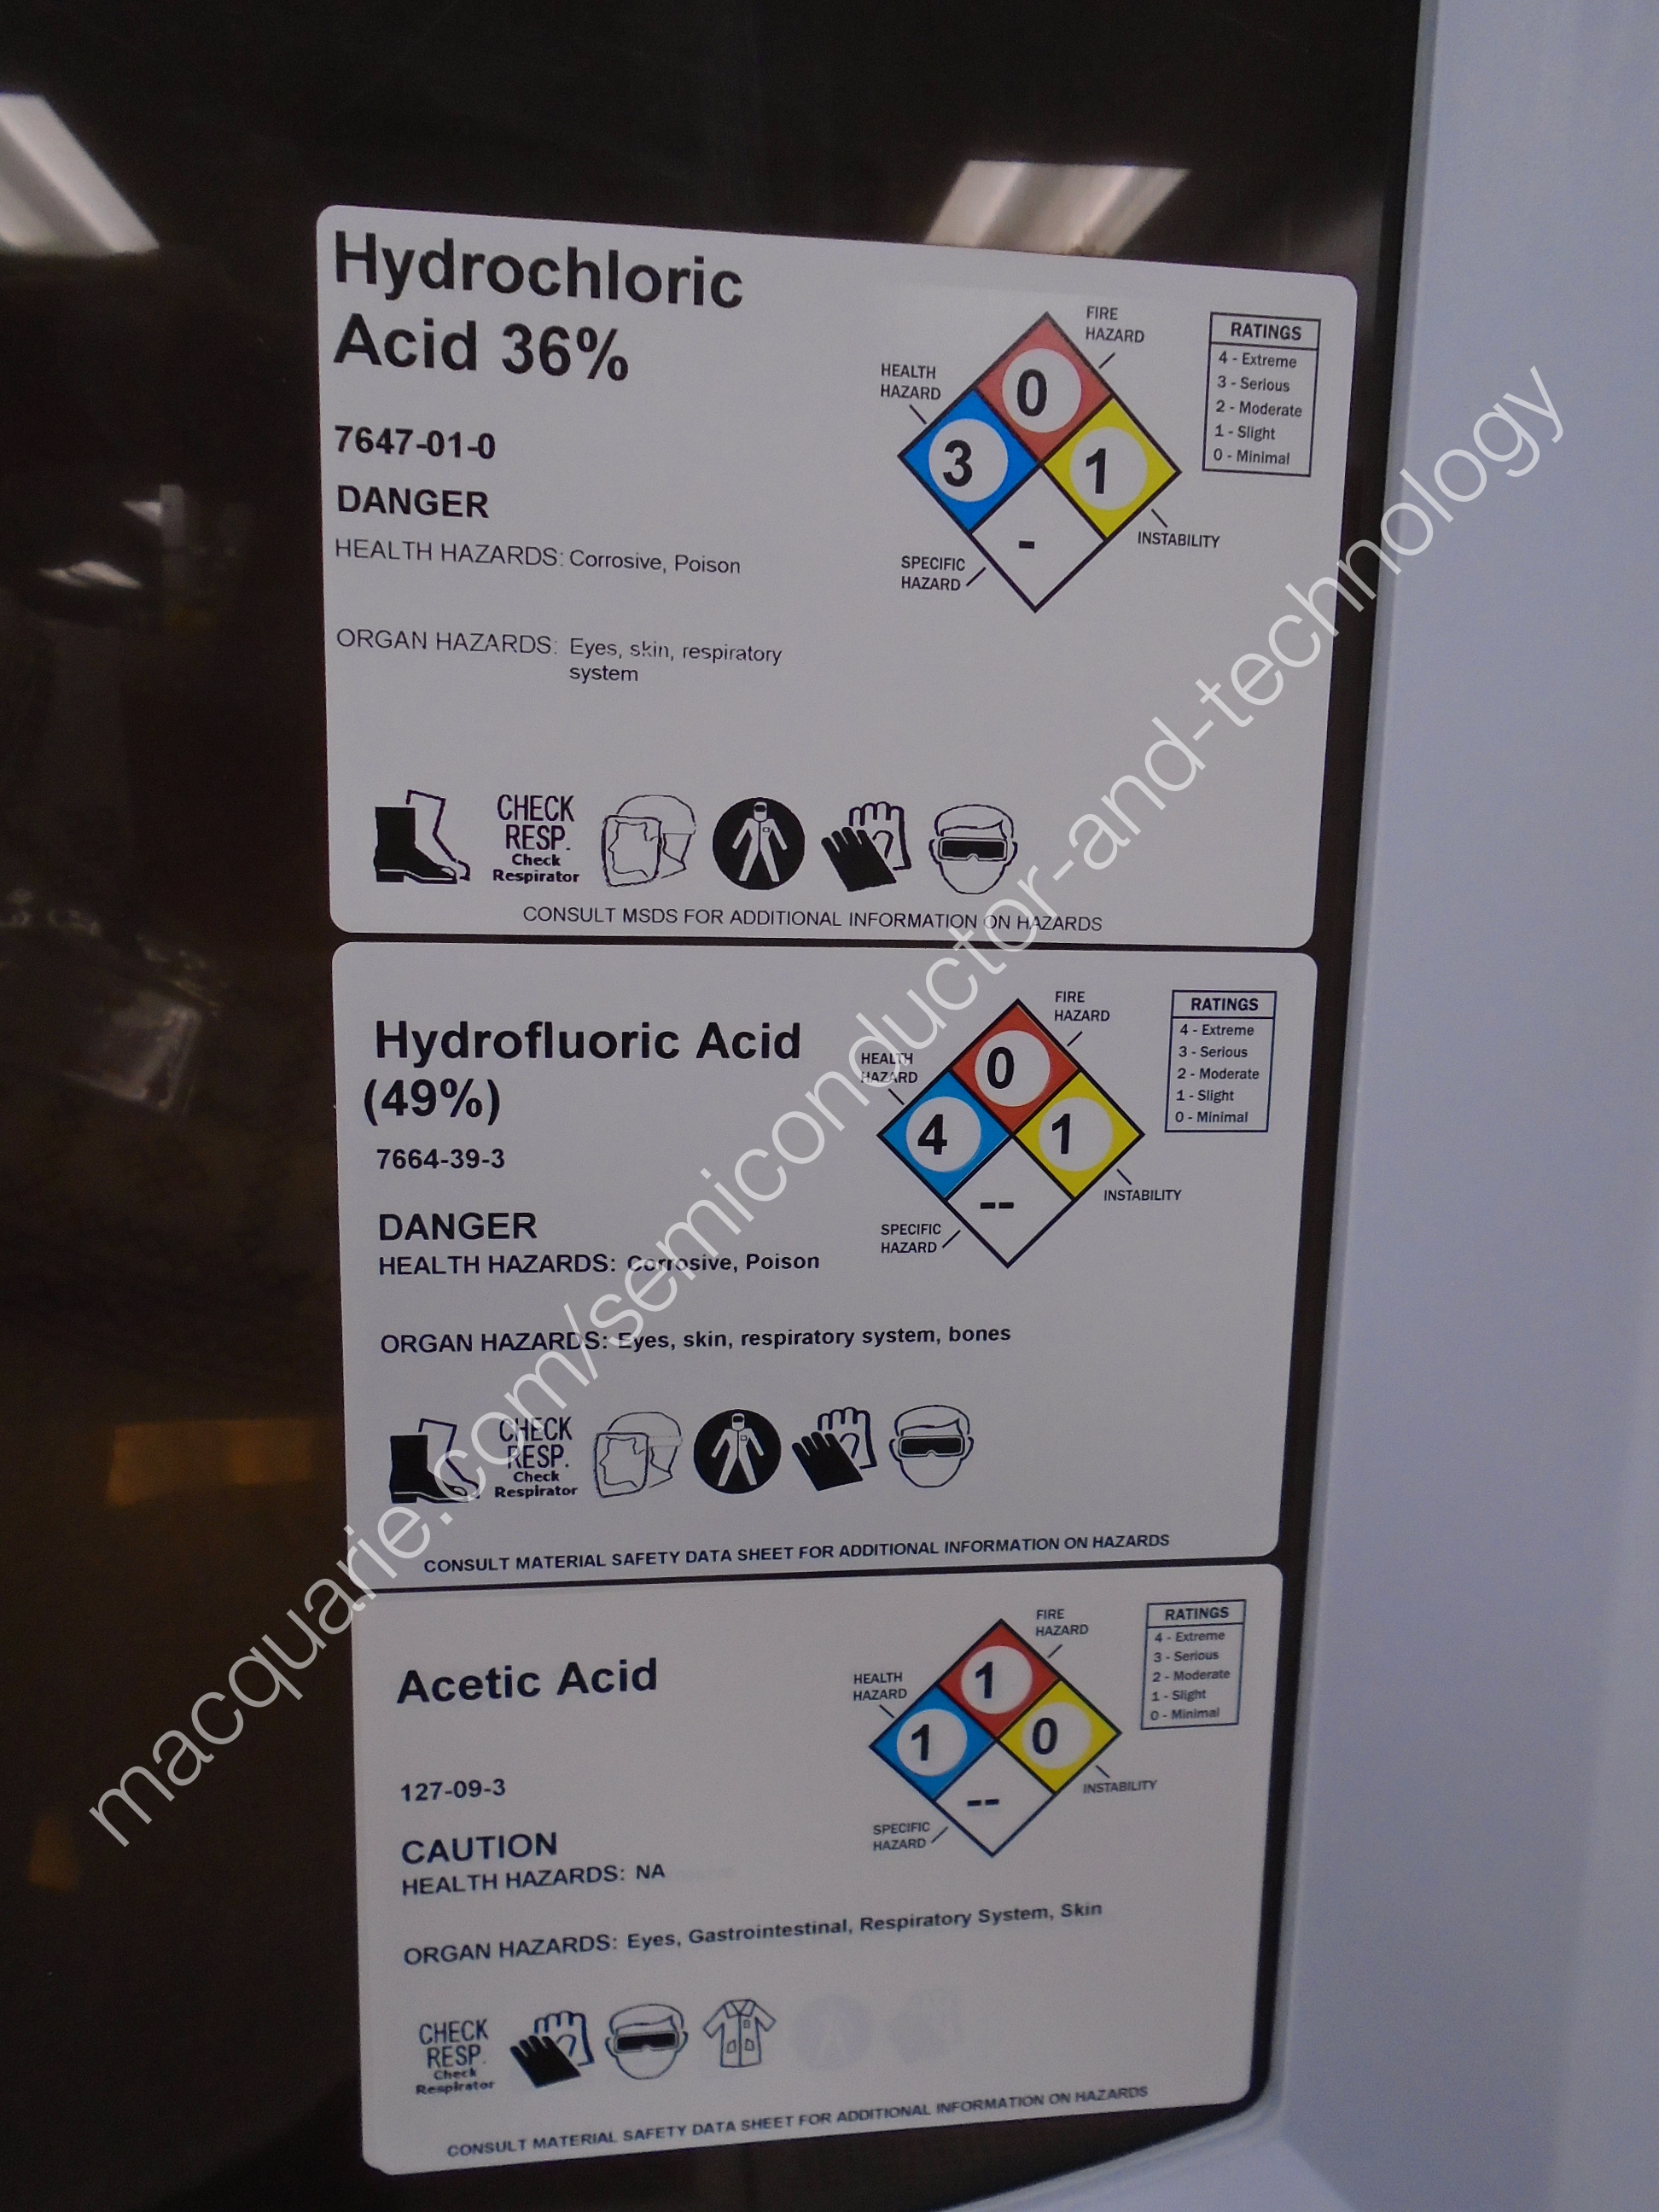 Hydrochloric
Acid 36%
7647-01-0
DANGER
HEALTH HAZARDS: Corrosive, Poison
ORGAN HAZARDS: Eyes, skin, respiratory
system
FIRE
HAZARD
HEALTH
HAZARD
0
3
1
-
INSTABILITY
SPECIFIC
HAZARD
RATINGS
4 - Extreme
3 - Serious
2 - Moderate
1 - Slight
0 - Minimal
CHECK
RESP.
Check
Respirator
CONSULT MSDS FOR ADDITIONAL INFORMATION ON HAZARDS
Hydrofluoric Acid
(49%)
7664-39-3
DANGER
HEALTH HAZARDS: Corrosive, Poison
ORGAN HAZARDS: Eyes, skin, respiratory system, bones
FIRE
HAZARD
HEALTH
HAZARD
0
4
1
--
INSTABILITY
SPECIFIC
HAZARD
RATINGS
4 - Extreme
3 - Serious
2 - Moderate
1 - Slight
0 - Minimal
CHECK
RESP.
Check
Respirator
CONSULT MATERIAL SAFETY DATA SHEET FOR ADDITIONAL INFORMATION ON HAZARDS
Acetic Acid
127-09-3
CAUTION
HEALTH HAZARDS: NA
ORGAN HAZARDS: Eyes, Gastrointestinal, Respiratory System, Skin
FIRE
HAZARD
HEALTH
HAZARD
1
1
0
--
INSTABILITY
SPECIFIC
HAZARD
RATINGS
4 - Extreme
3 - Serious
2 - Moderate
1 - Slight
0 - Minimal
CHECK
RESP.
Check
Respirator
CONSULT MATERIAL SAFETY DATA SHEET FOR ADDITIONAL INFORMATION ON HAZARDS
macquarie.com/semiconductor-and-technology